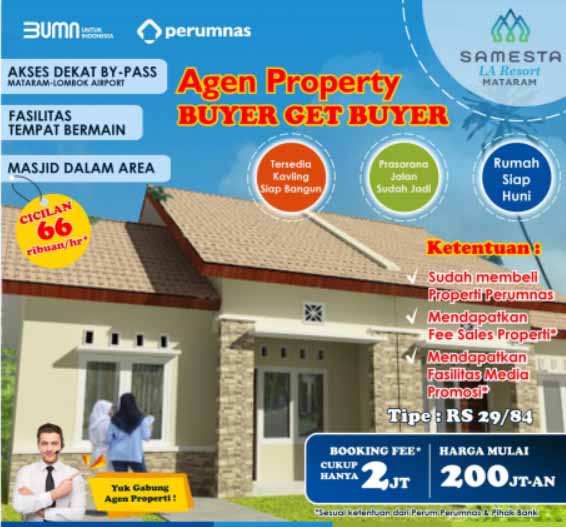 BUMN UNTUK INDONESIA
perumnas
SAMESTA
LA Resort
MATARAM
AKSES DEKAT BY-PASS
MATARAM-LOMBOK AIRPORT
FASILITAS
TEMPAT BERMAIN
MASJID DALAM AREA
Agen Property
BUYER GET BUYER
Tersedia
Kavling
Siap Bangun
Prasarana
Jalan
Sudah Jadi
Rumah
Siap
Huni
CICILAN
66
ribuan/hr*
Ketentuan :
Sudah membeli
Properti Perumnas
Mendapatkan
Fee Sales Properti*
Mendapatkan
Fasilitas Media
Promosi*
Tipe : RS 29/84
BOOKING FEE*
CUKUP
HANYA 2JT
HARGA MULAI
200JT-AN
*Sesuai ketentuan dari Perum Perumnas & Pihak Bank
Yuk Gabung
Agen Properti !